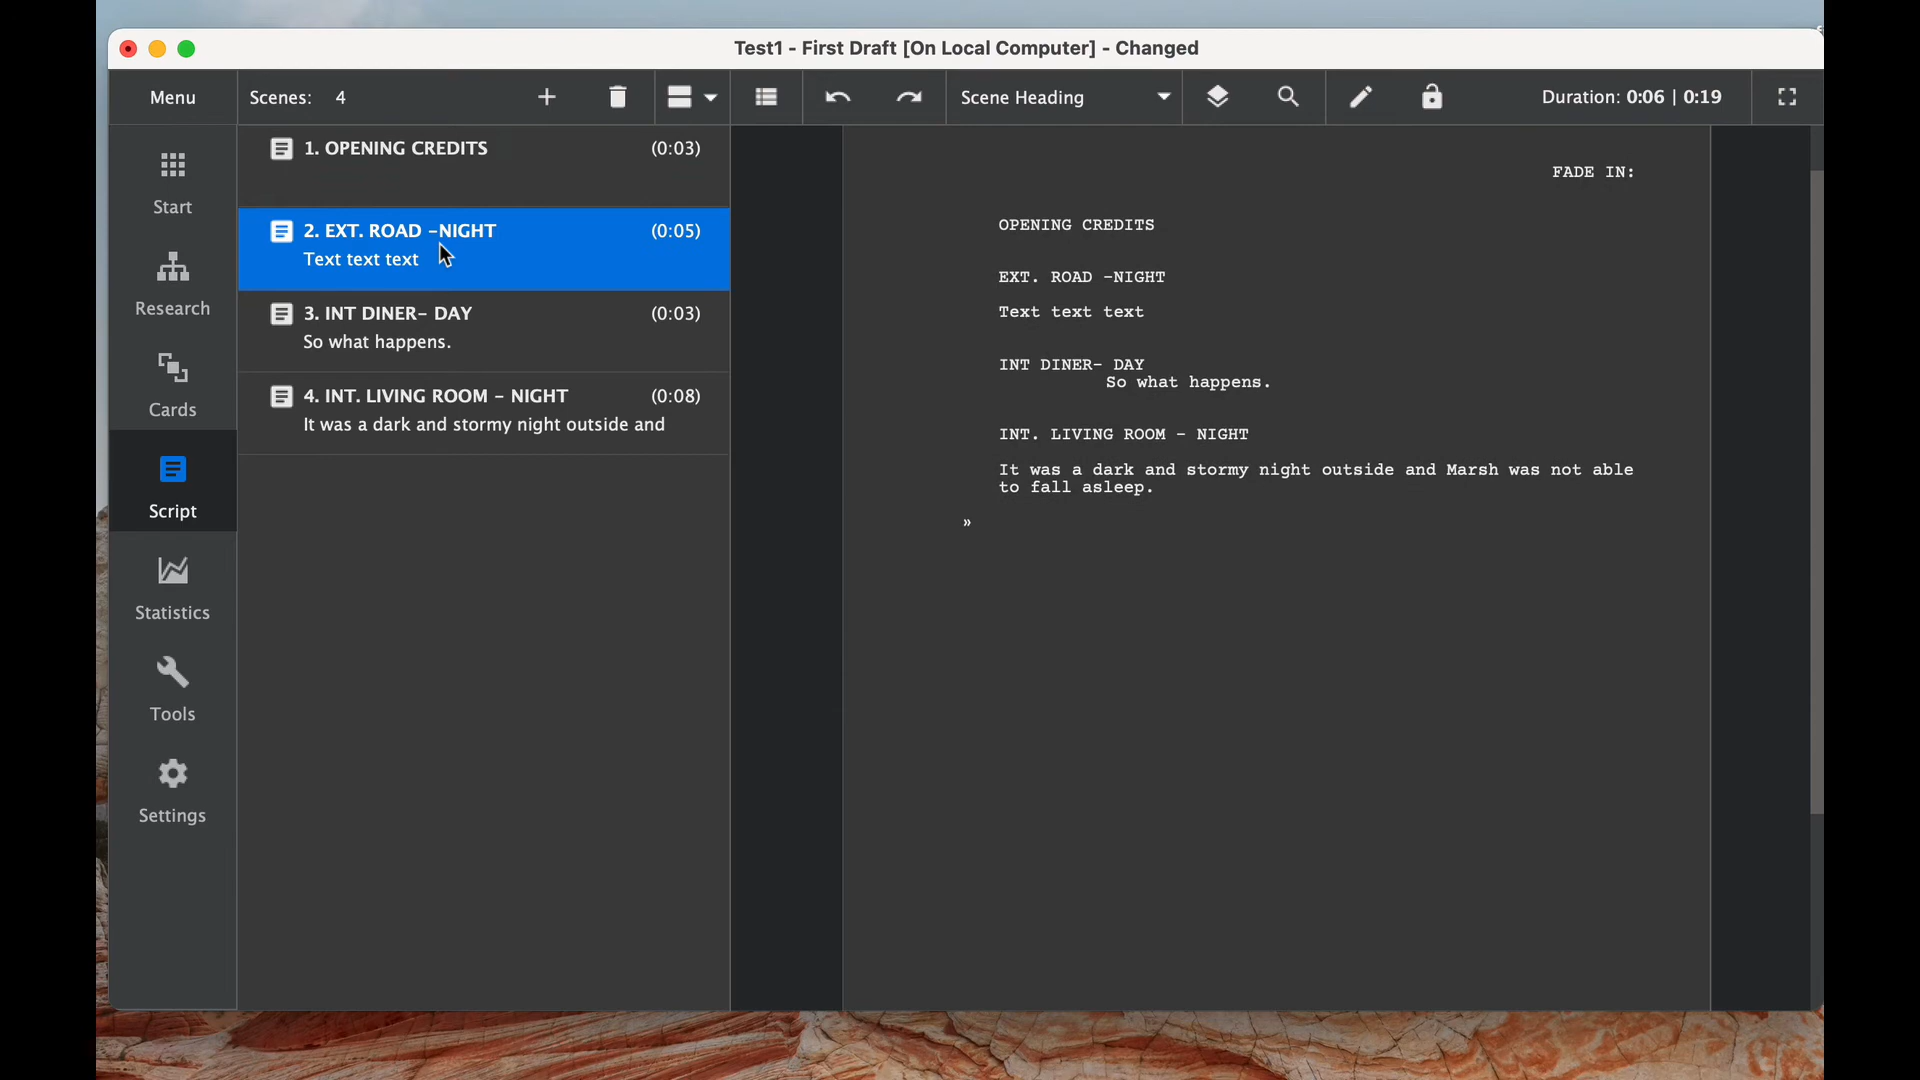 Test1 - First Draft [On Local Computer] - Changed
Menu
Scenes: 4
Scene Heading
Duration: 0:06 | 0:19
Start
Research
Cards
Script
Statistics
Tools
Settings
1. OPENING CREDITS (0:03)
2. EXT. ROAD -NIGHT (0:05)
Text text text
3. INT DINER- DAY (0:03)
So what happens.
4. INT. LIVING ROOM - NIGHT (0:08)
It was a dark and stormy night outside and
FADE IN:
OPENING CREDITS
EXT. ROAD -NIGHT
Text text text
INT DINER- DAY
So what happens.
INT. LIVING ROOM - NIGHT
It was a dark and stormy night outside and Marsh was not able
to fall asleep.
»